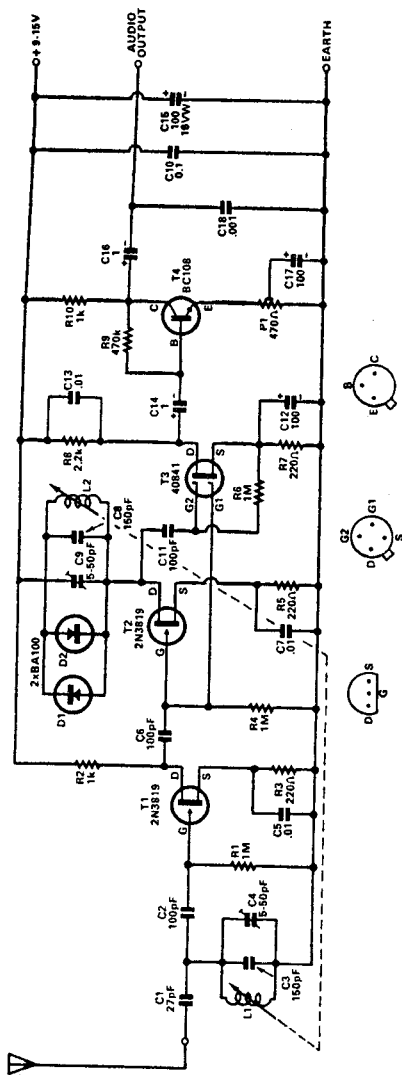 + 9-15V
AUDIO
OUTPUT
EARTH
C1
27pF
L1
C3
150pF
C4
5-50pF
C2
100pF
R1
1M
T1
2N3819
G
D
S
R2
1k
C5
.01
R3
220Ω
C6
100pF
R4
1M
D1
D2
2xBA100
C9
5-50pF
C8
150pF
L2
T2
2N3819
G
D
S
C7
.01
R5
220Ω
C11
100pF
R8
2.2k
C13
.01
T3
40841
G2
G1
D
S
R6
1M
R7
220Ω
C12
100
+
-
C14
1
+
-
R9
470k
R10
1k
T4
BC108
B
C
E
P1
470Ω
C17
100
+
-
C16
1
+
-
C18
.001
C10
0.1
C15
100
16VW
+
-
D
G
S
G2
G1
D
S
B
E
C